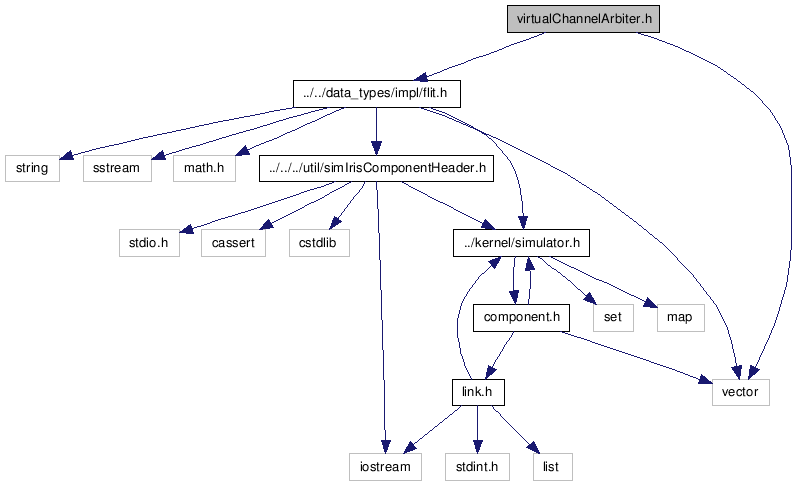 virtualChannelArbiter.h
../../data_types/impl/flit.h
string
sstream
math.h
../../../util/simIrisComponentHeader.h
stdio.h
cassert
cstdlib
../kernel/simulator.h
component.h
set
map
link.h
vector
iostream
stdint.h
list